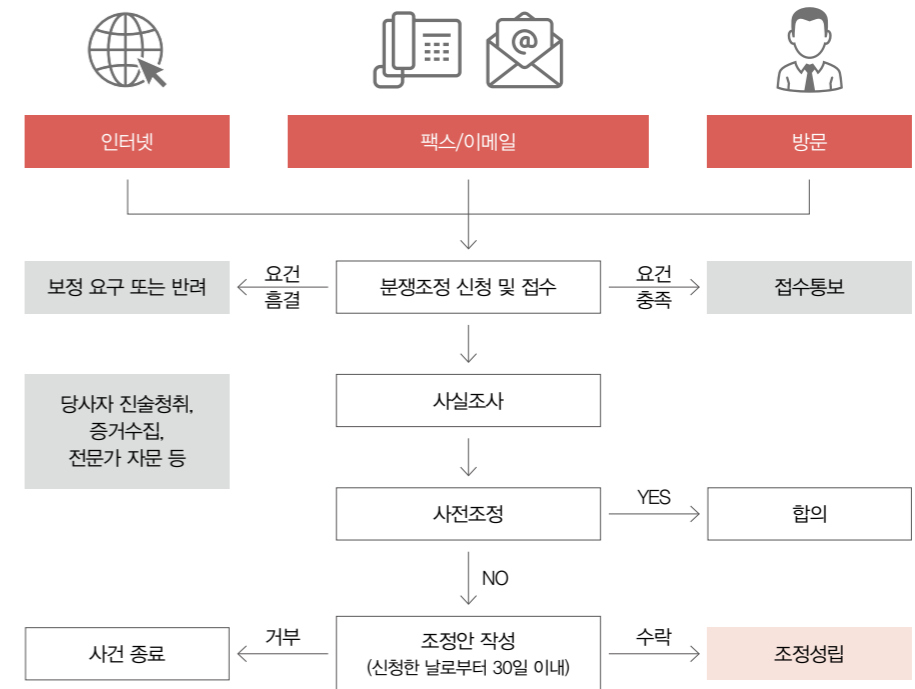 @
인터넷
팩스/이메일
방문
보정 요구 또는 반려
요건
흠결
분쟁조정 신청 및 접수
요건
충족
접수통보
당사자 진술청취,
증거수집,
전문가 자문 등
사실조사
사전조정
YES
합의
NO
사건 종료
거부
조정안 작성
(신청한 날로부터 30일 이내)
수락
조정성립